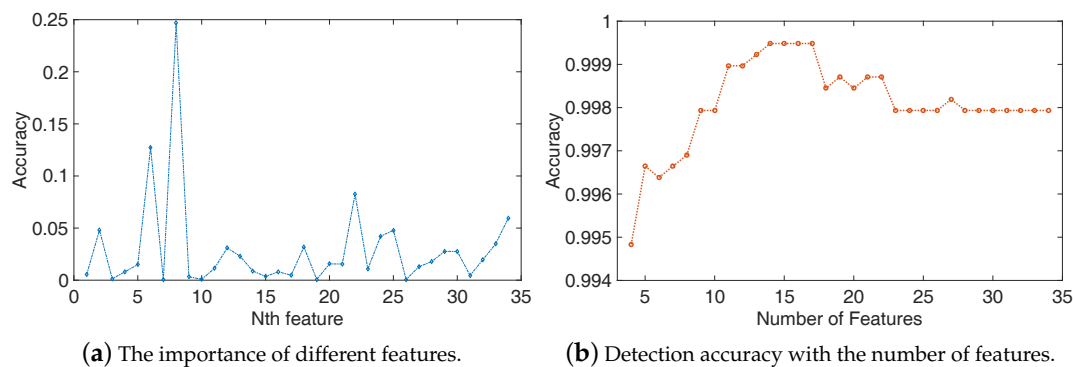 0.25
0.2
0.15
0.1
0.05
0
Accuracy
0 5 10 15 20 25 30 35
Nth feature
(a) The importance of different features.
1
0.999
0.998
0.997
0.996
0.995
0.994
Accuracy
5 10 15 20 25 30 35
Number of Features
(b) Detection accuracy with the number of features.